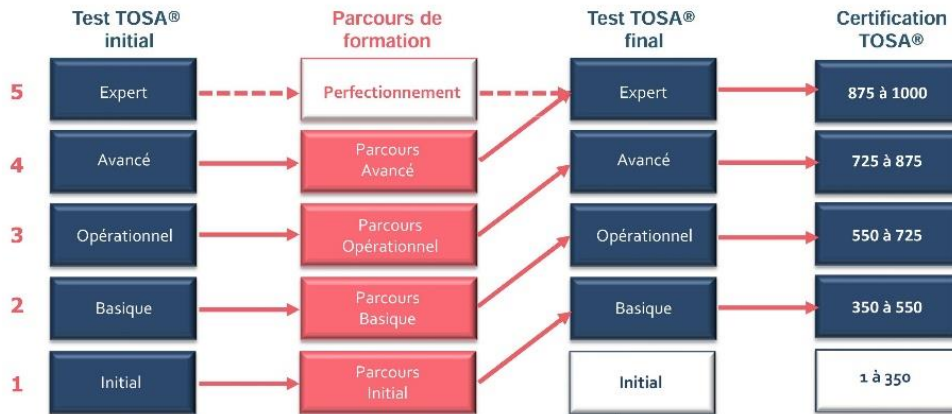 Test TOSA®
initial
Parcours de
formation
Test TOSA®
final
Certification
TOSA®
5
Expert
Perfectionnement
Expert
875 à 1000
4
Avancé
Parcours
Avancé
Avancé
725 à 875
3
Opérationnel
Parcours
Opérationnel
Opérationnel
550 à 725
2
Basique
Parcours
Basique
Basique
350 à 550
1
Initial
Parcours
Initial
Initial
1 à 350